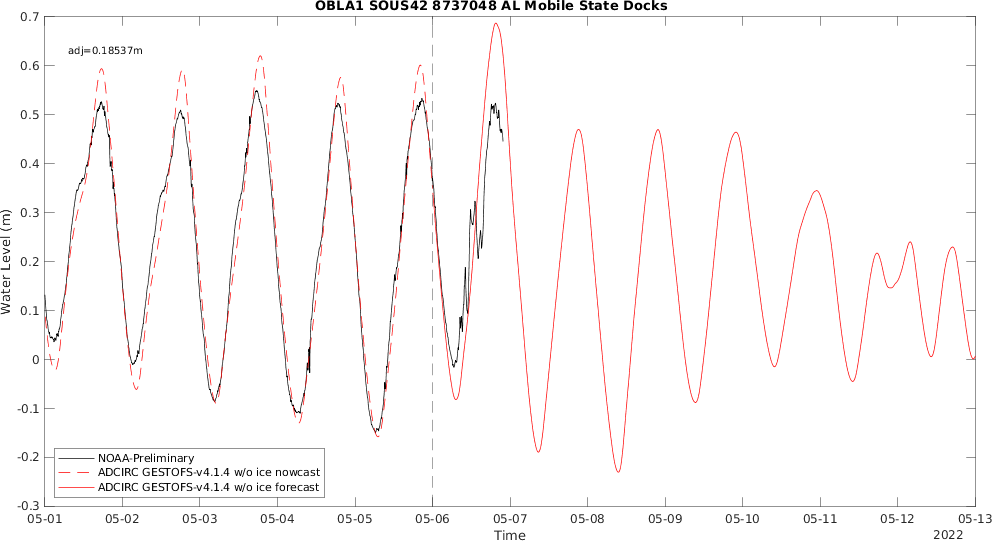 OBLA1 SOUS42 8737048 AL Mobile State Docks
adj=0.18537m
0.7
0.6
0.5
0.4
0.3
0.2
0.1
0
-0.1
-0.2
-0.3
Water Level (m)
NOAA-Preliminary
ADCIRC GESTOFS-v4.1.4 w/o ice nowcast
ADCIRC GESTOFS-v4.1.4 w/o ice forecast
05-01 05-02 05-03 05-04 05-05 05-06 05-07 05-08 05-09 05-10 05-11 05-12 05-13
Time
2022